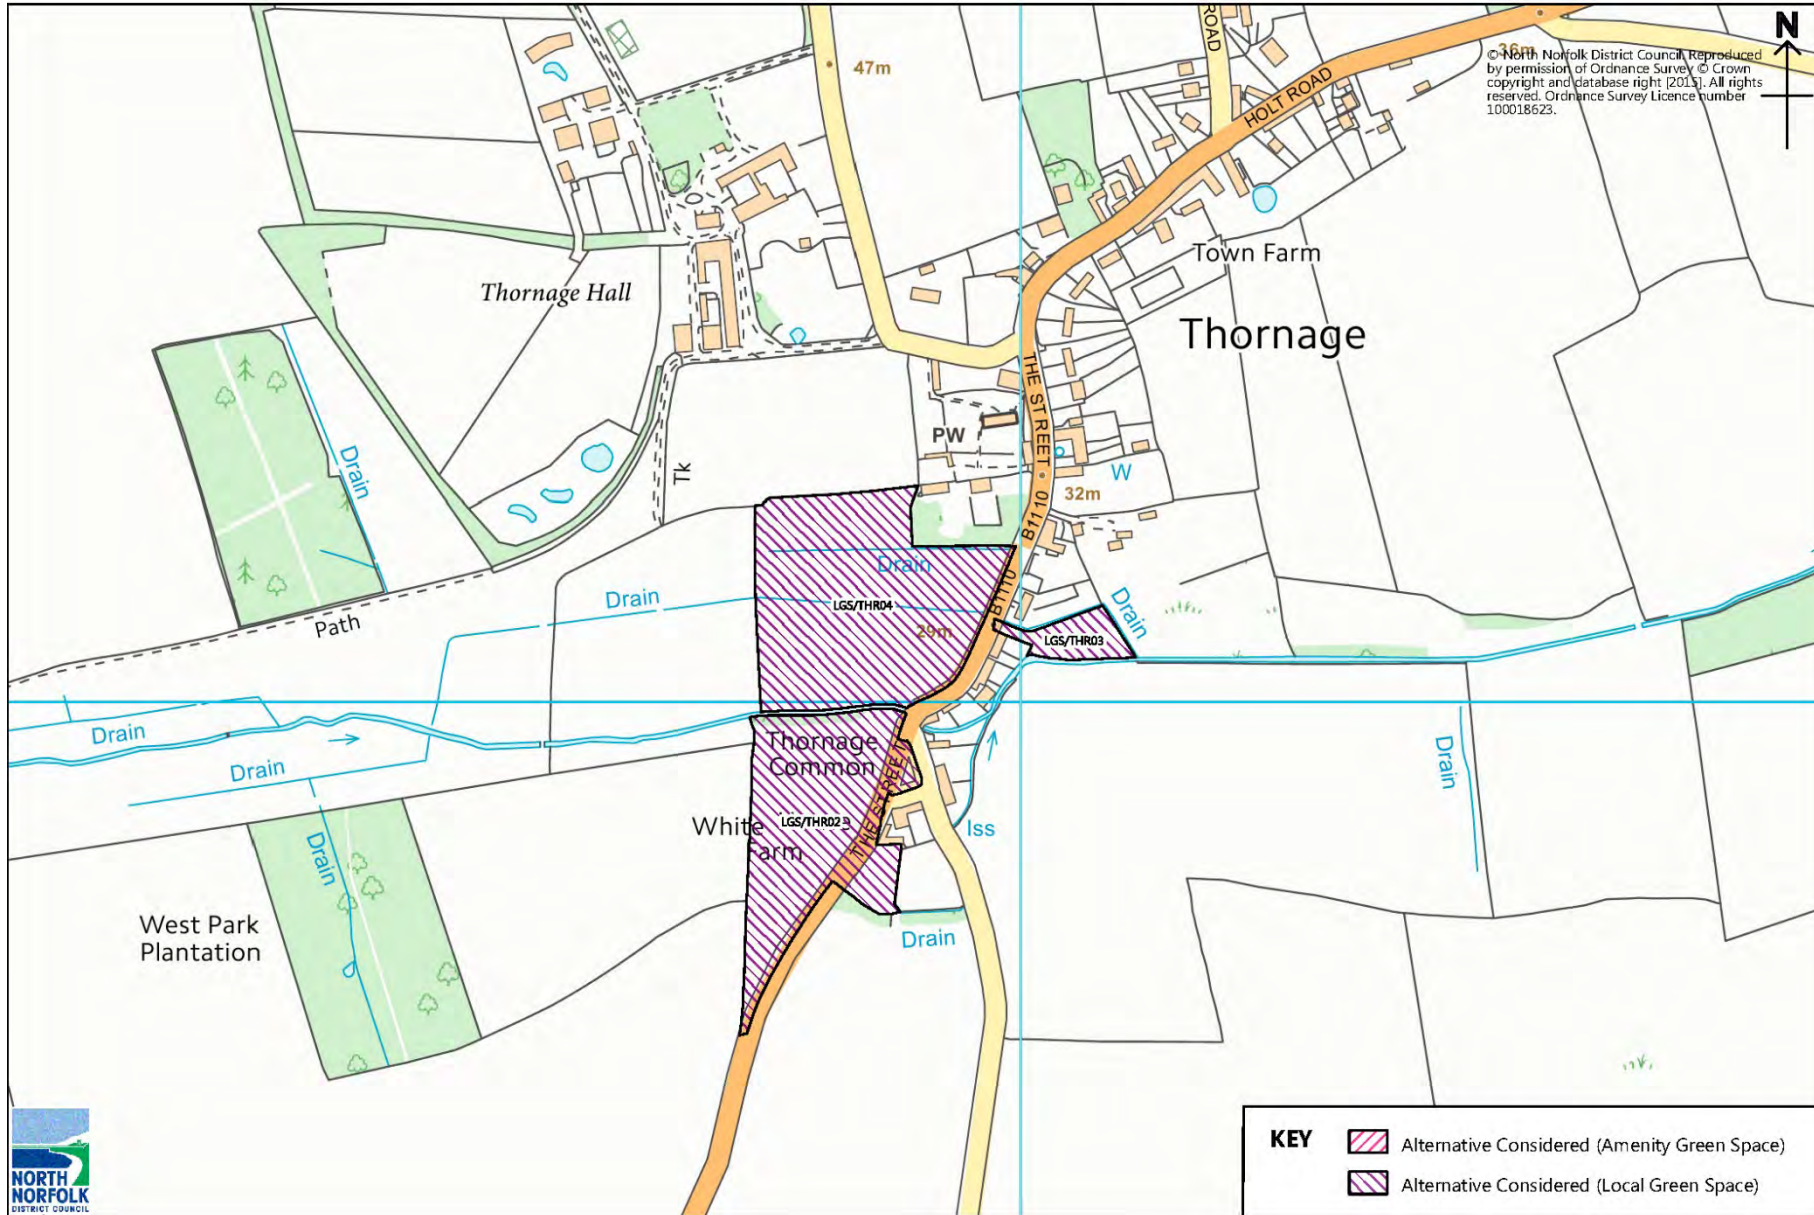 N
© North Norfolk District Council. Reproduced
by permission of Ordnance Survey © Crown
copyright and database right [2015]. All rights
reserved. Ordnance Survey Licence number
100018623.
36m
47m
ROAD
HOLT ROAD
Town Farm
Thornage Hall
Thornage
THE STREET
PW
W
Drain
Tk
32m
B1110
Drain
B1110
Drain
Drain
LGS/THR04
29m
LGS/THR03
Path
Drain
Drain
Thornage
Common
THE STREET
Drain
White
LGS/THR02
arm
Iss
Drain
West Park
Plantation
Drain
KEY
Alternative Considered (Amenity Green Space)
Alternative Considered (Local Green Space)
NORTH
NORFOLK
DISTRICT COUNCIL